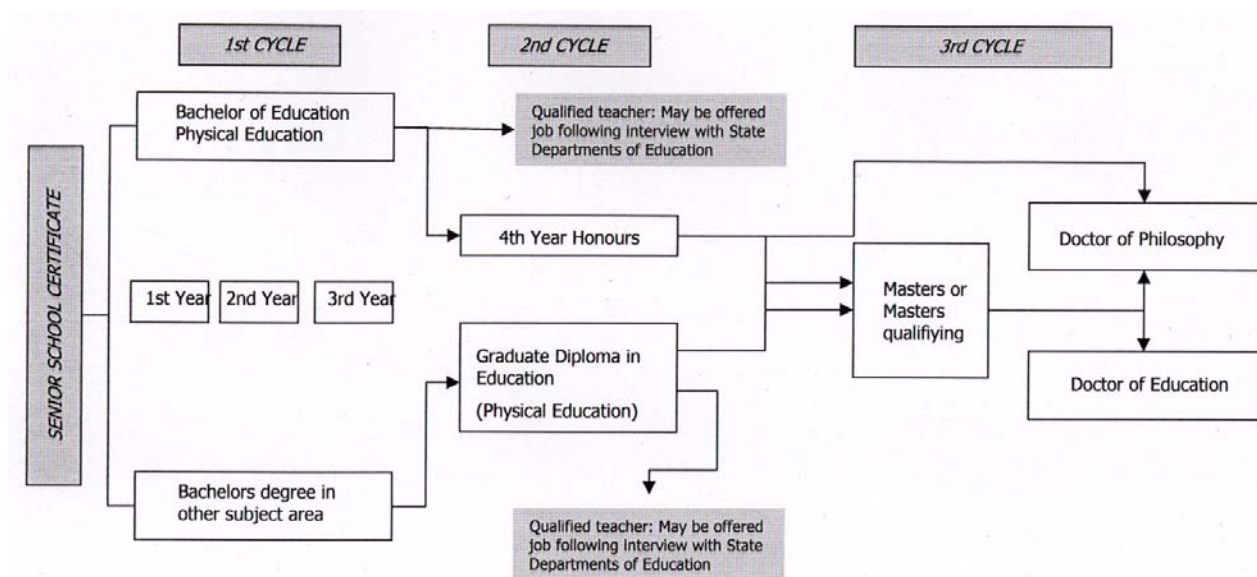 1st CYCLE
2nd CYCLE
3rd CYCLE
SENIOR SCHOOL CERTIFICATE
Bachelor of Education
Physical Education
Qualified teacher: May be offered
job following interview with State
Departments of Education
4th Year Honours
Doctor of Philosophy
1st Year
2nd Year
3rd Year
Masters or
Masters
qualifiying
Graduate Diploma in
Education
(Physical Education)
Doctor of Education
Bachelors degree in
other subject area
Qualified teacher: May be offered
job following interview with State
Departments of Education